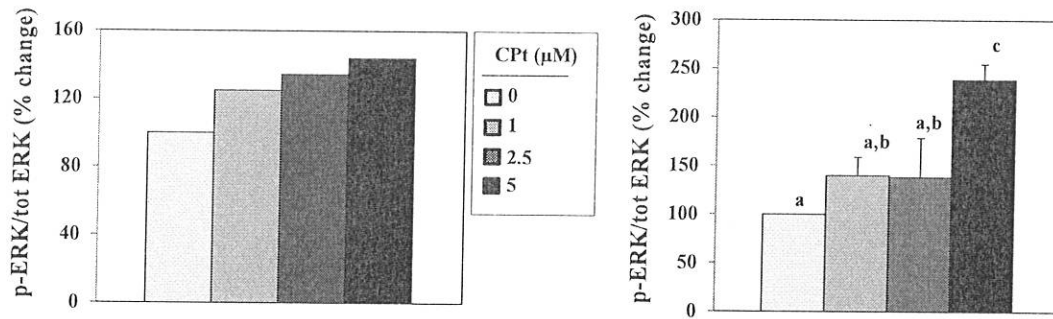 p-ERK/tot ERK (% change)
160
120
80
40
0
CPt (µM)
0
1
2.5
5
p-ERK/tot ERK (% change)
300
250
200
150
100
50
0
a
a,b
a,b
c